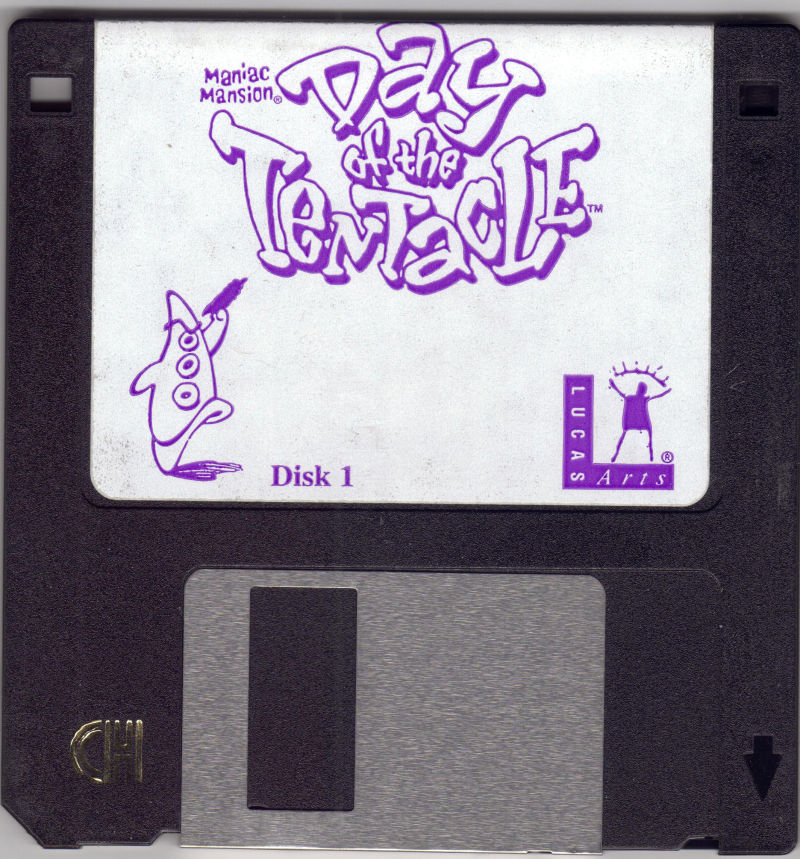 Maniac
Mansion®
Day
of the
TENTACLE™
Disk 1
LUCAS
Arts®